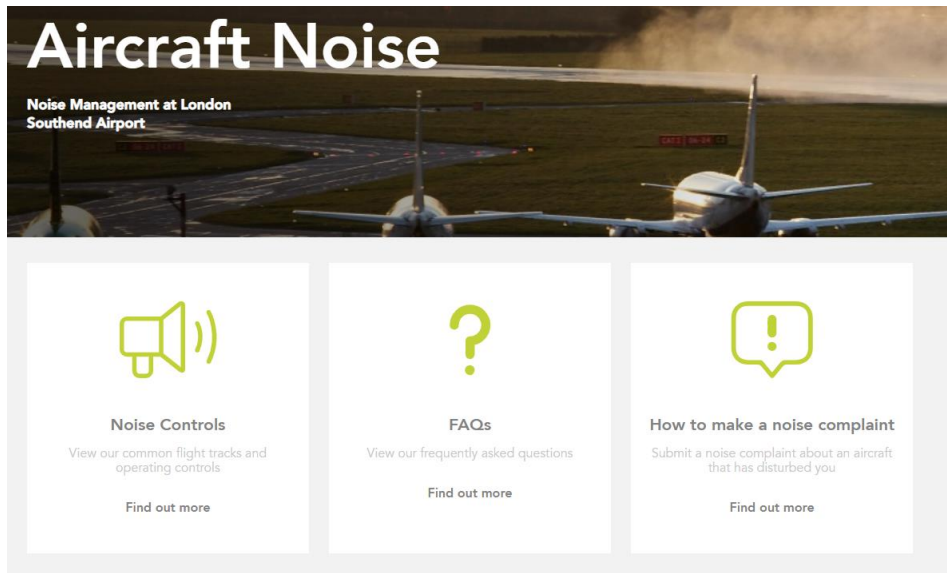 Aircraft Noise
Noise Management at London
Southend Airport
Noise Controls
View our common flight tracks and
operating controls
Find out more
FAQs
View our frequently asked questions
Find out more
How to make a noise complaint
Submit a noise complaint about an aircraft
that has disturbed you
Find out more